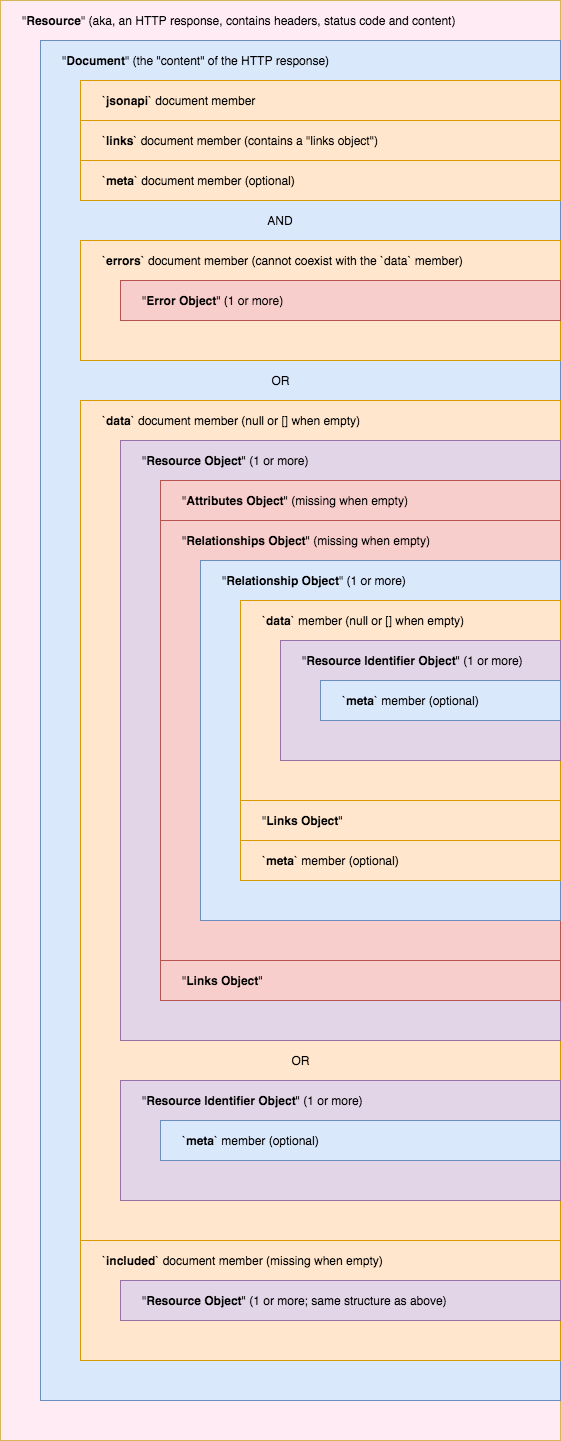 "Resource" (aka, an HTTP response, contains headers, status code and content)
"Document" (the "content" of the HTTP response)
`jsonapi` document member
`links` document member (contains a "links object")
`meta` document member (optional)
AND
`errors` document member (cannot coexist with the `data` member)
"Error Object" (1 or more)
OR
`data` document member (null or [] when empty)
"Resource Object" (1 or more)
"Attributes Object" (missing when empty)
"Relationships Object" (missing when empty)
"Relationship Object" (1 or more)
`data` member (null or [] when empty)
"Resource Identifier Object" (1 or more)
`meta` member (optional)
"Links Object"
`meta` member (optional)
"Links Object"
OR
"Resource Identifier Object" (1 or more)
`meta` member (optional)
`included` document member (missing when empty)
"Resource Object" (1 or more; same structure as above)